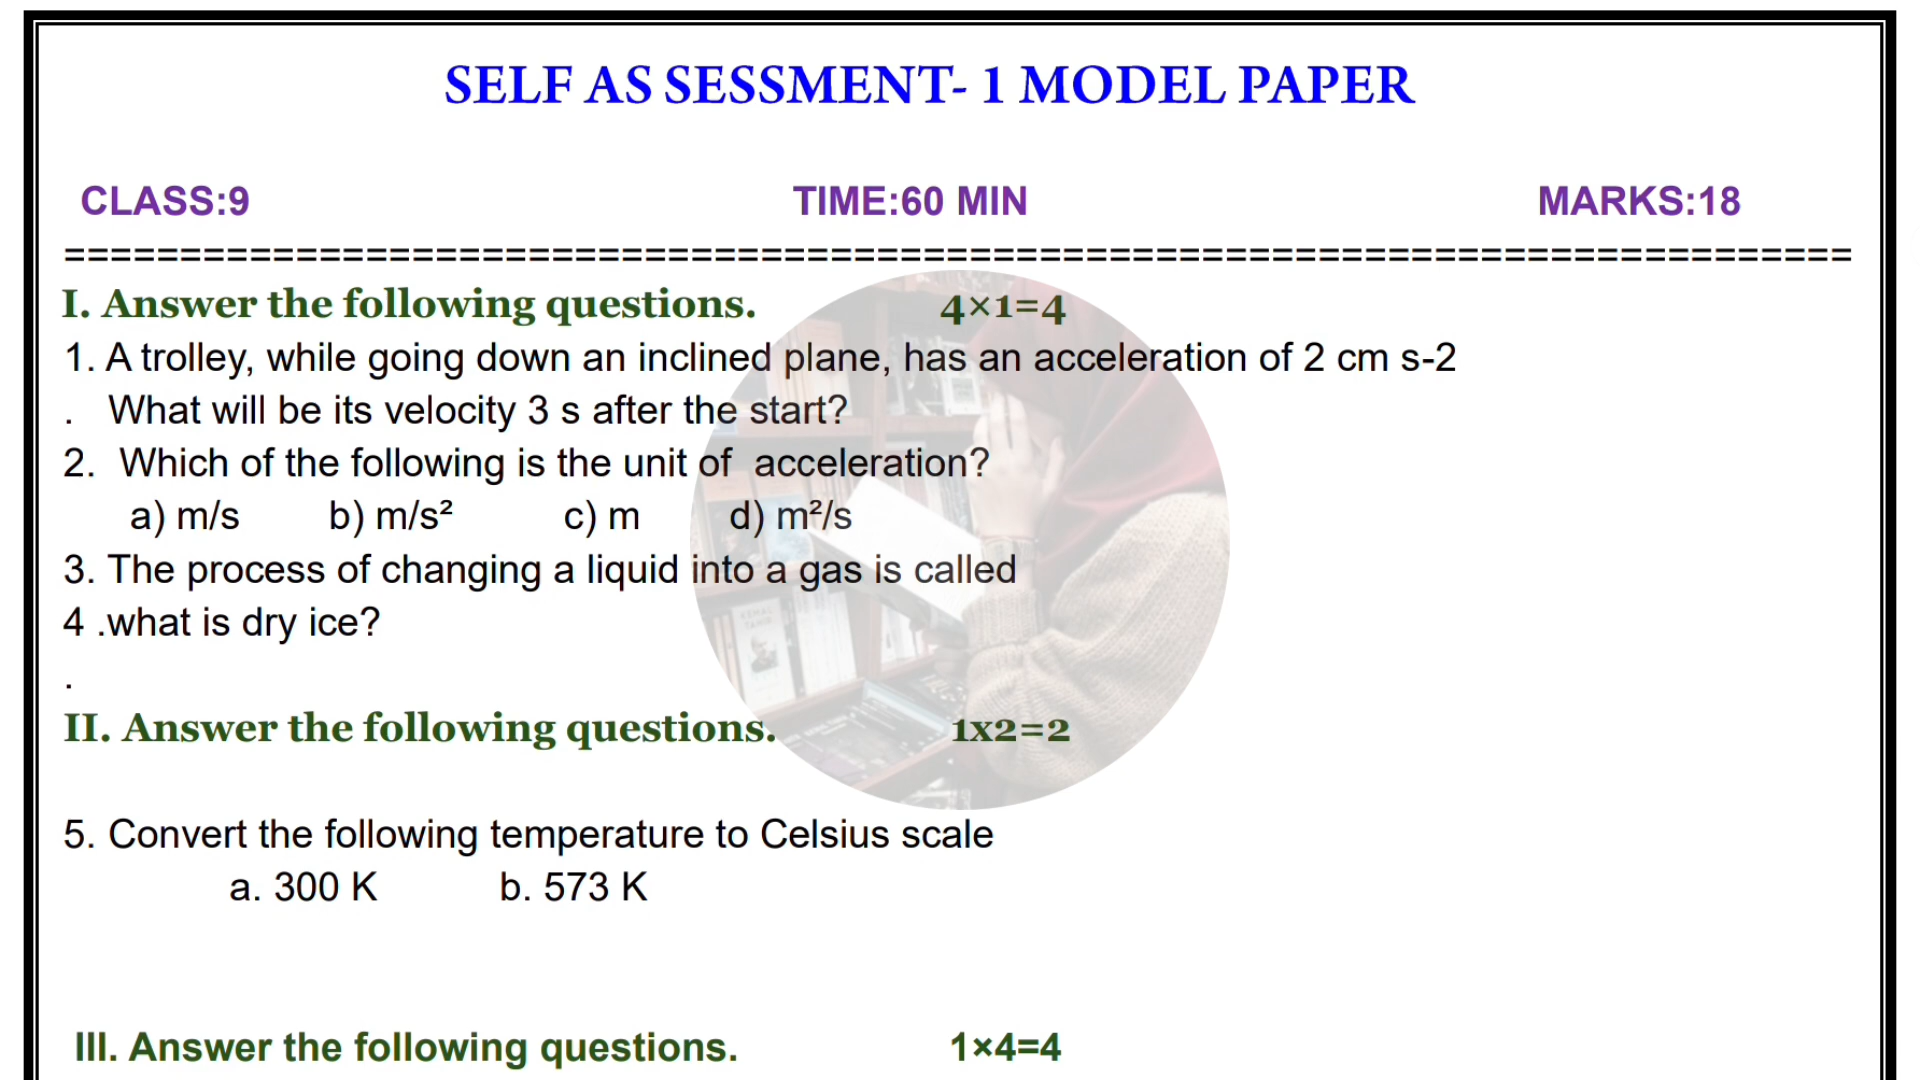 SELF AS SESSMENT- 1 MODEL PAPER
CLASS:9 TIME:60 MIN MARKS:18
=============================================================================
I. Answer the following questions. 4×1=4
1. A trolley, while going down an inclined plane, has an acceleration of 2 cm s-2
. What will be its velocity 3 s after the start?
2. Which of the following is the unit of acceleration?
a) m/s b) m/s² c) m d) m²/s
3. The process of changing a liquid into a gas is called
4 .what is dry ice?
.
II. Answer the following questions. 1x2=2
5. Convert the following temperature to Celsius scale
a. 300 K b. 573 K
III. Answer the following questions. 1×4=4